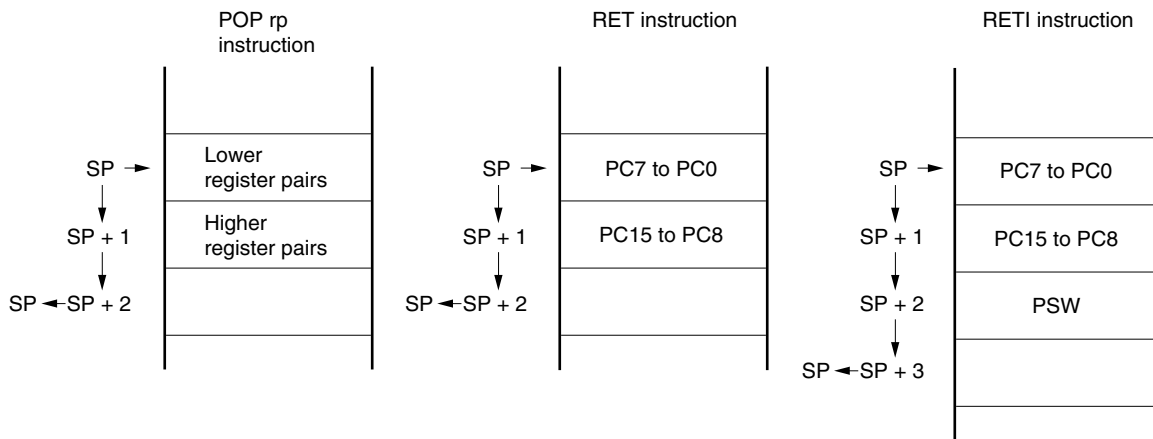 POP rp
instruction
SP
Lower
register pairs
SP + 1
Higher
register pairs
SP
SP + 2
RET instruction
SP
PC7 to PC0
SP + 1
PC15 to PC8
SP
SP + 2
RETI instruction
SP
PC7 to PC0
SP + 1
PC15 to PC8
SP + 2
PSW
SP
SP + 3